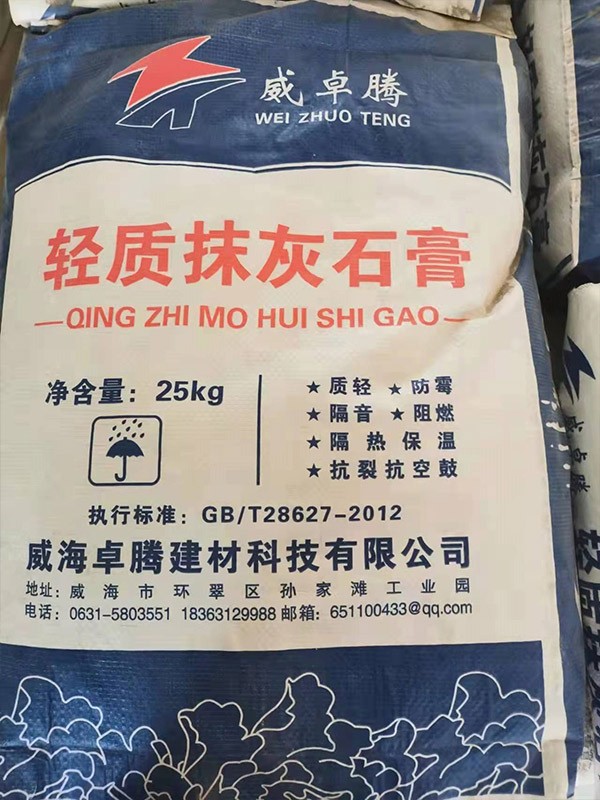 威卓腾
WEI ZHUO TENG
轻质抹灰石膏
—QING ZHI MO HUI SHI GAO—
净含量：25kg
★质轻 ★防霉
★隔音 ★阻燃
★隔热保温
★抗裂抗空鼓
执行标准：GB/T28627-2012
威海卓腾建材科技有限公司
地址：威海市环翠区孙家滩工业园
电话：0631-5803551 18363129988 邮箱：651100433@qq.com